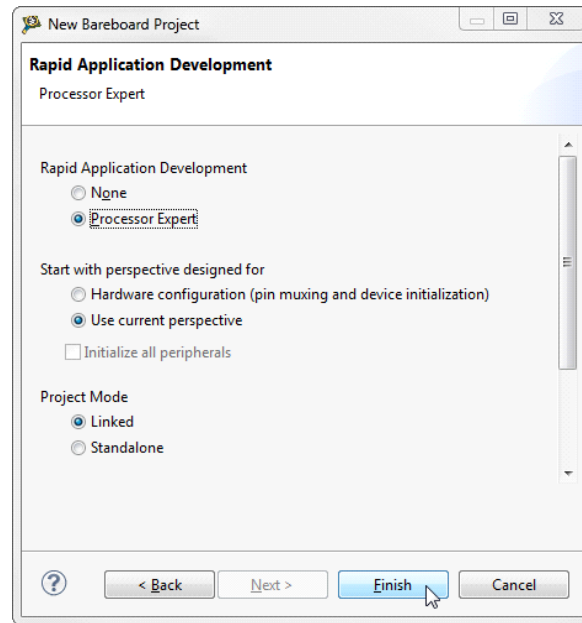 New Bareboard Project
Rapid Application Development
Processor Expert
Rapid Application Development
None
Processor Expert
Start with perspective designed for
Hardware configuration (pin muxing and device initialization)
Use current perspective
Initialize all peripherals
Project Mode
Linked
Standalone
? < Back Next > Finish Cancel